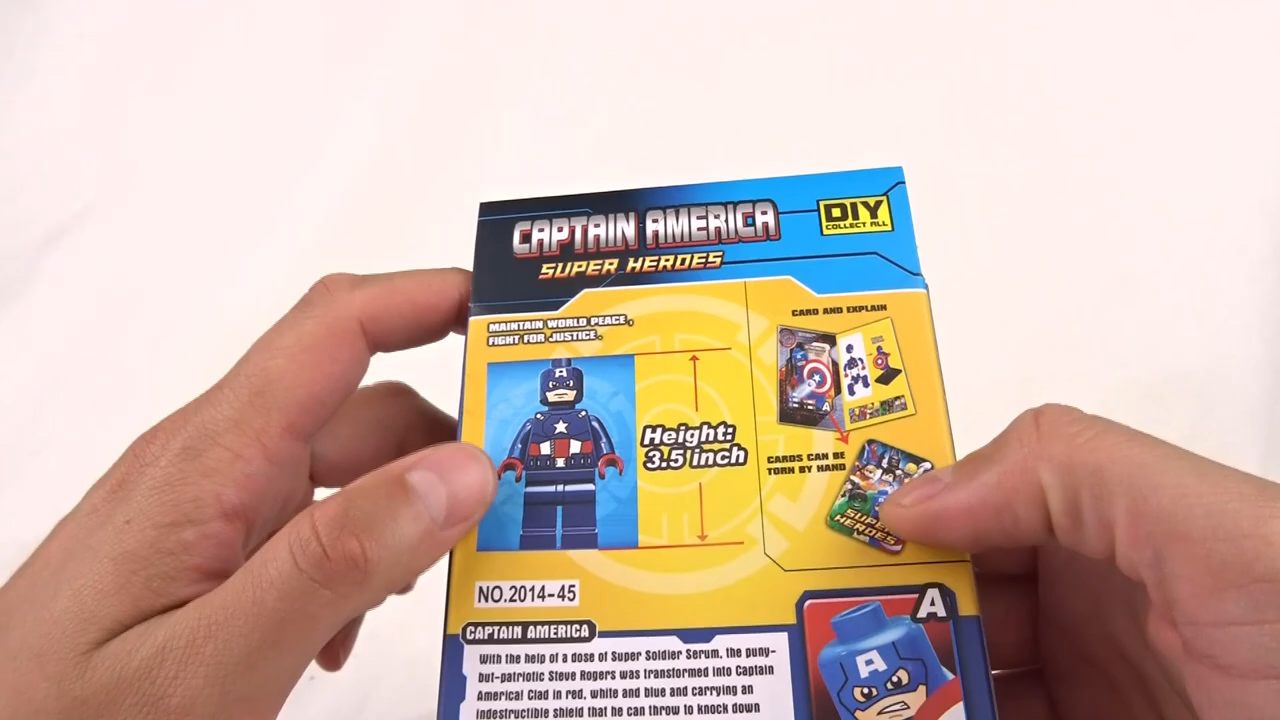 CAPTAIN AMERICA
SUPER HEROES
DIY
COLLECT ALL
MAINTAIN WORLD PEACE,
FIGHT FOR JUSTICE.
A
Height:
3.5 inch
CARD AND EXPLAIN
A
CARDS CAN BE
TORN BY HAND
SUPER
HEROES
NO.2014-45
CAPTAIN AMERICA
With the help of a dose of Super Soldier Serum, the puny-
but-patriotic Steve Rogers was transformed into Captain
America! Clad in red, white and blue and carrying an
indestructible shield that he can throw to knock down
A
A